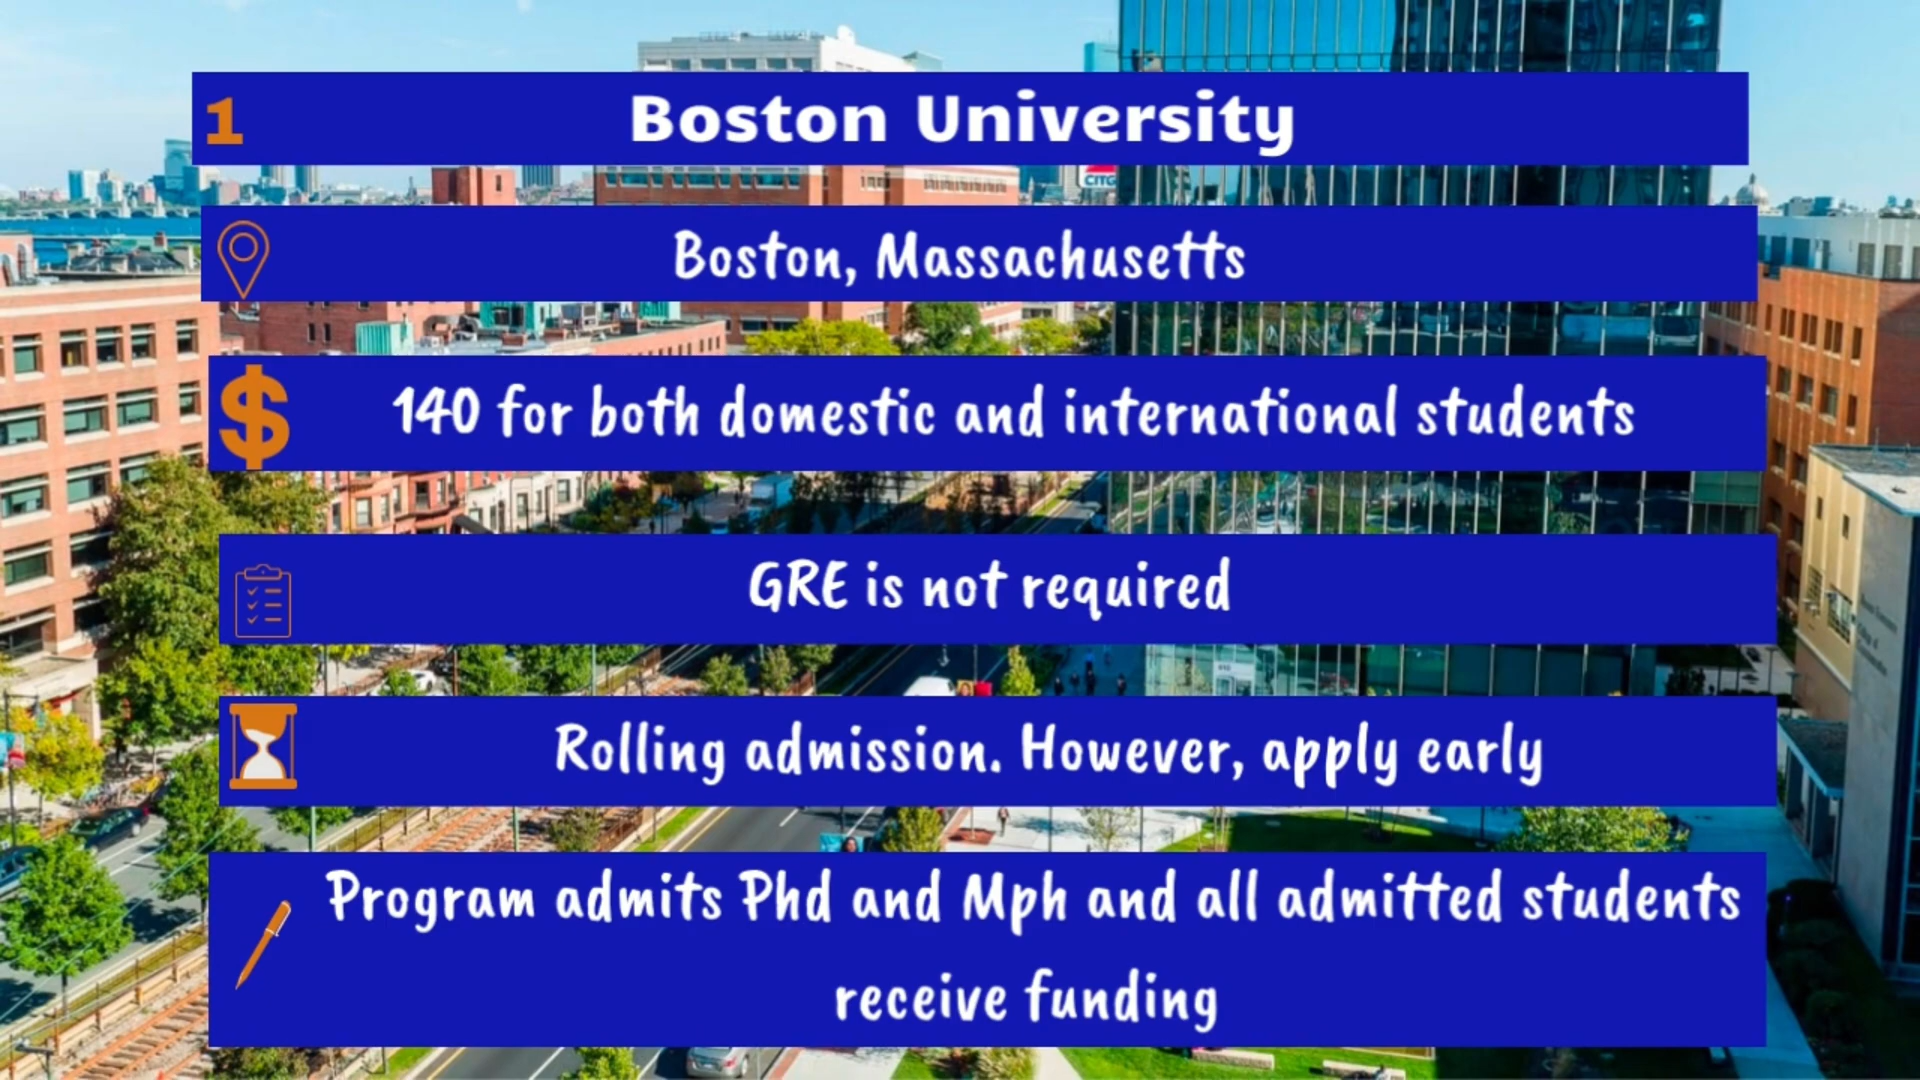 1 Boston University
CITG
Boston, Massachusetts
140 for both domestic and international students
GRE is not required
Rolling admission. However, apply early
Program admits Phd and Mph and all admitted students
receive funding